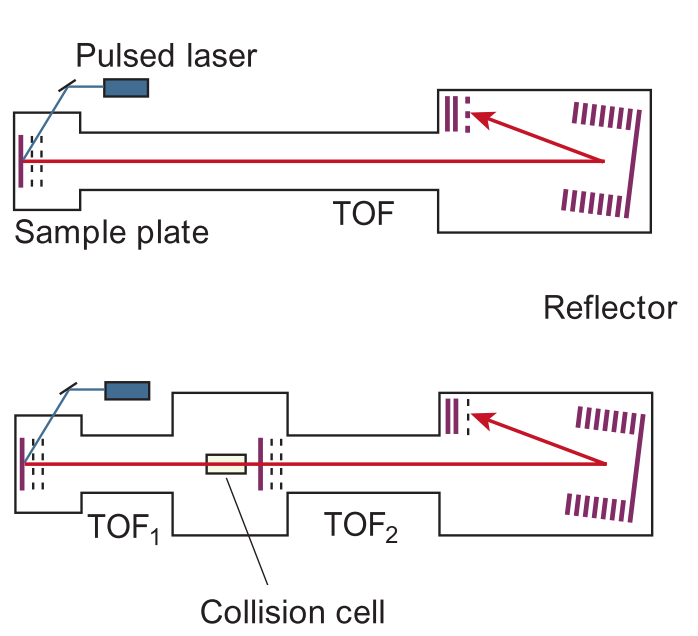 Pulsed laser
TOF
Sample plate
Reflector
TOF₁
TOF₂
Collision cell